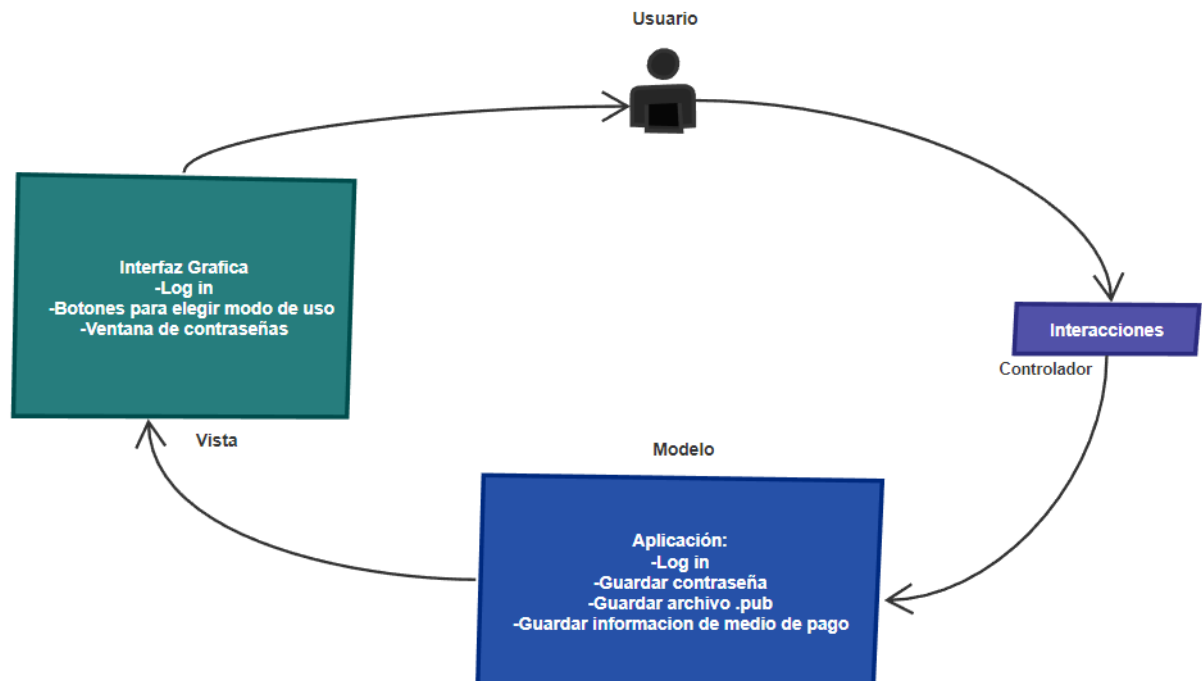 Usuario
Interfaz Grafica
-Log in
-Botones para elegir modo de uso
-Ventana de contraseñas
Interacciones
Controlador
Vista
Modelo
Aplicación:
-Log in
-Guardar contraseña
-Guardar archivo .pub
-Guardar informacion de medio de pago